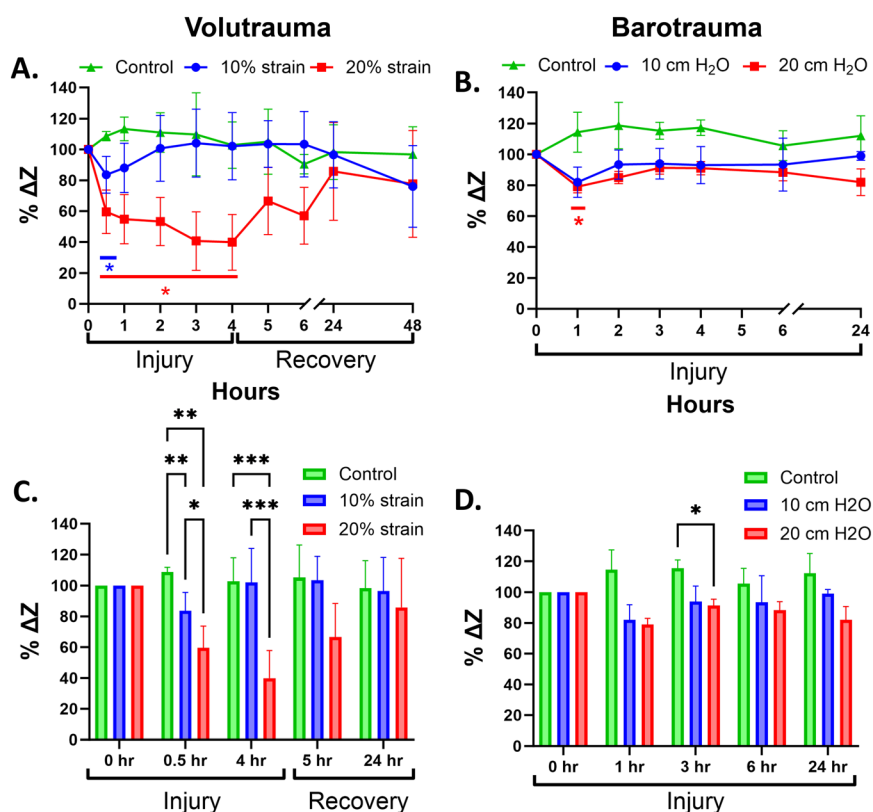 Volutrauma
Barotrauma
A.
Control 10% strain 20% strain
% ΔZ
140
120
100
80
60
40
20
0
*
*
0 1 2 3 4 5 6 24 48
Injury Recovery
Hours
B.
Control 10 cm H₂O 20 cm H₂O
% ΔZ
140
120
100
80
60
40
20
0
*
0 1 2 3 4 5 6 24
Injury
Hours
C.
** ***
** * ***
Control
10% strain
20% strain
% ΔZ
140
120
100
80
60
40
20
0
0 hr 0.5 hr 4 hr 5 hr 24 hr
Injury Recovery
D.
*
Control
10 cm H2O
20 cm H2O
% ΔZ
140
120
100
80
60
40
20
0
0 hr 1 hr 3 hr 6 hr 24 hr
Injury